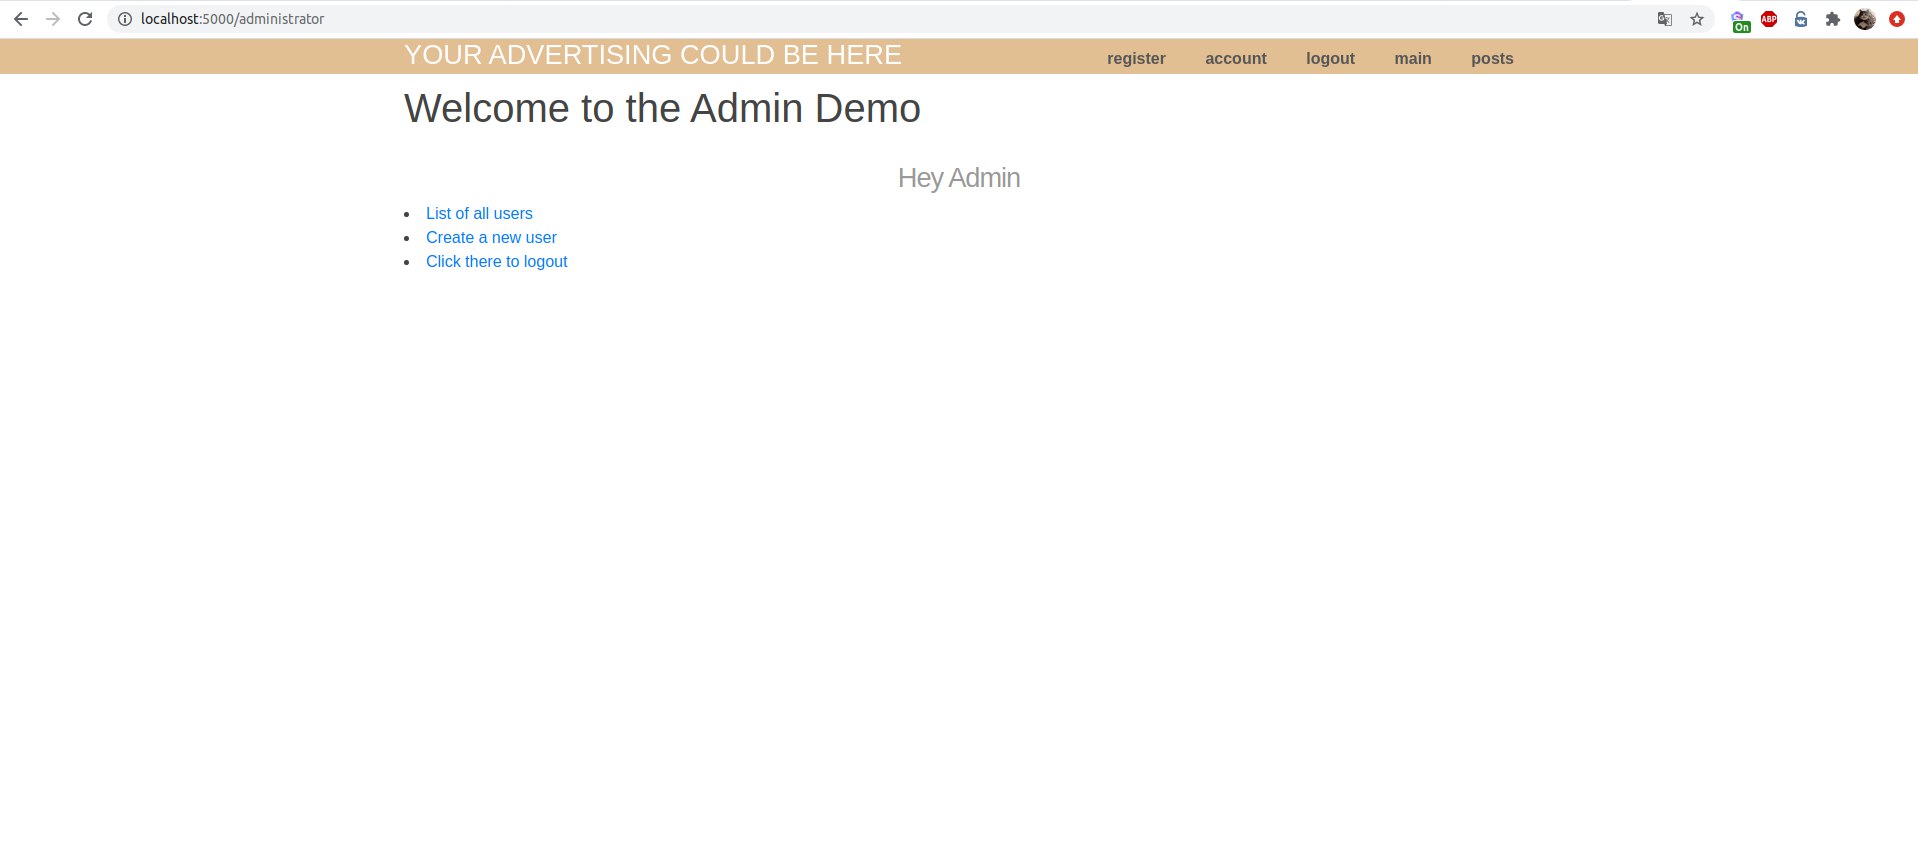 localhost:5000/administrator
On
ABP
YOUR ADVERTISING COULD BE HERE register account logout main posts
Welcome to the Admin Demo
Hey Admin
List of all users
Create a new user
Click there to logout